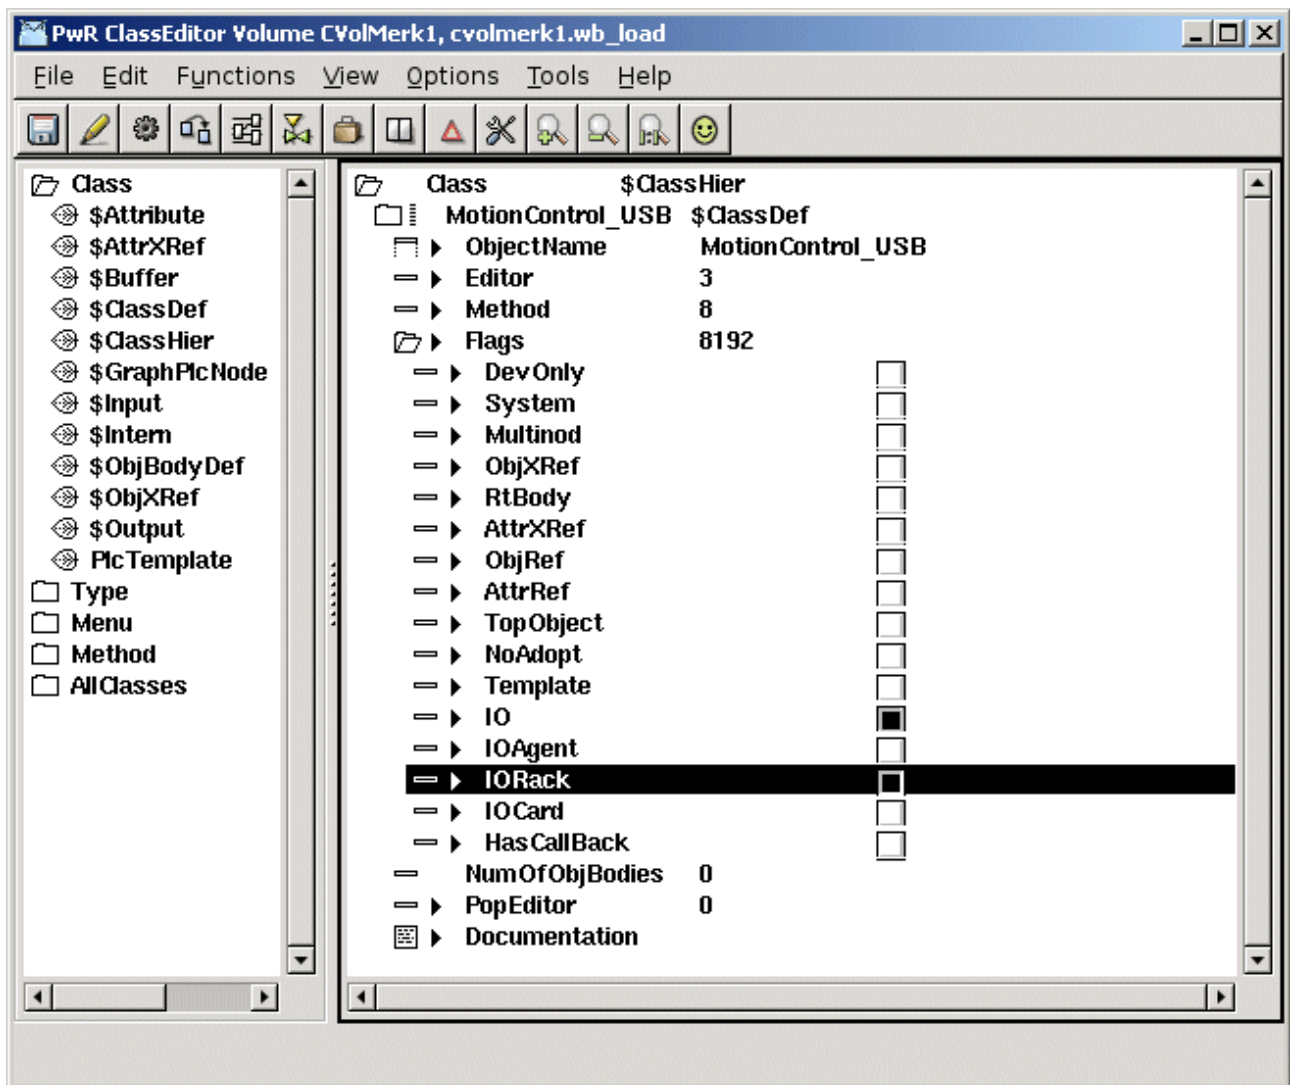 PwR ClassEditor Volume CVolMerk1, cvolmerk1.wb_load
File Edit Functions View Options Tools Help
Class
$Attribute
$AttrXRef
$Buffer
$ClassDef
$ClassHier
$GraphPlcNode
$Input
$Intern
$ObjBodyDef
$ObjXRef
$Output
PlcTemplate
Type
Menu
Method
AllClasses
Class $ClassHier
MotionControl_USB $ClassDef
ObjectName MotionControl_USB
Editor 3
Method 8
Flags 8192
DevOnly
System
Multinod
ObjXRef
RtBody
AttrXRef
ObjRef
AttrRef
TopObject
NoAdopt
Template
IO
IOAgent
IORack
IOCard
HasCallBack
NumOfObjBodies 0
PopEditor 0
Documentation